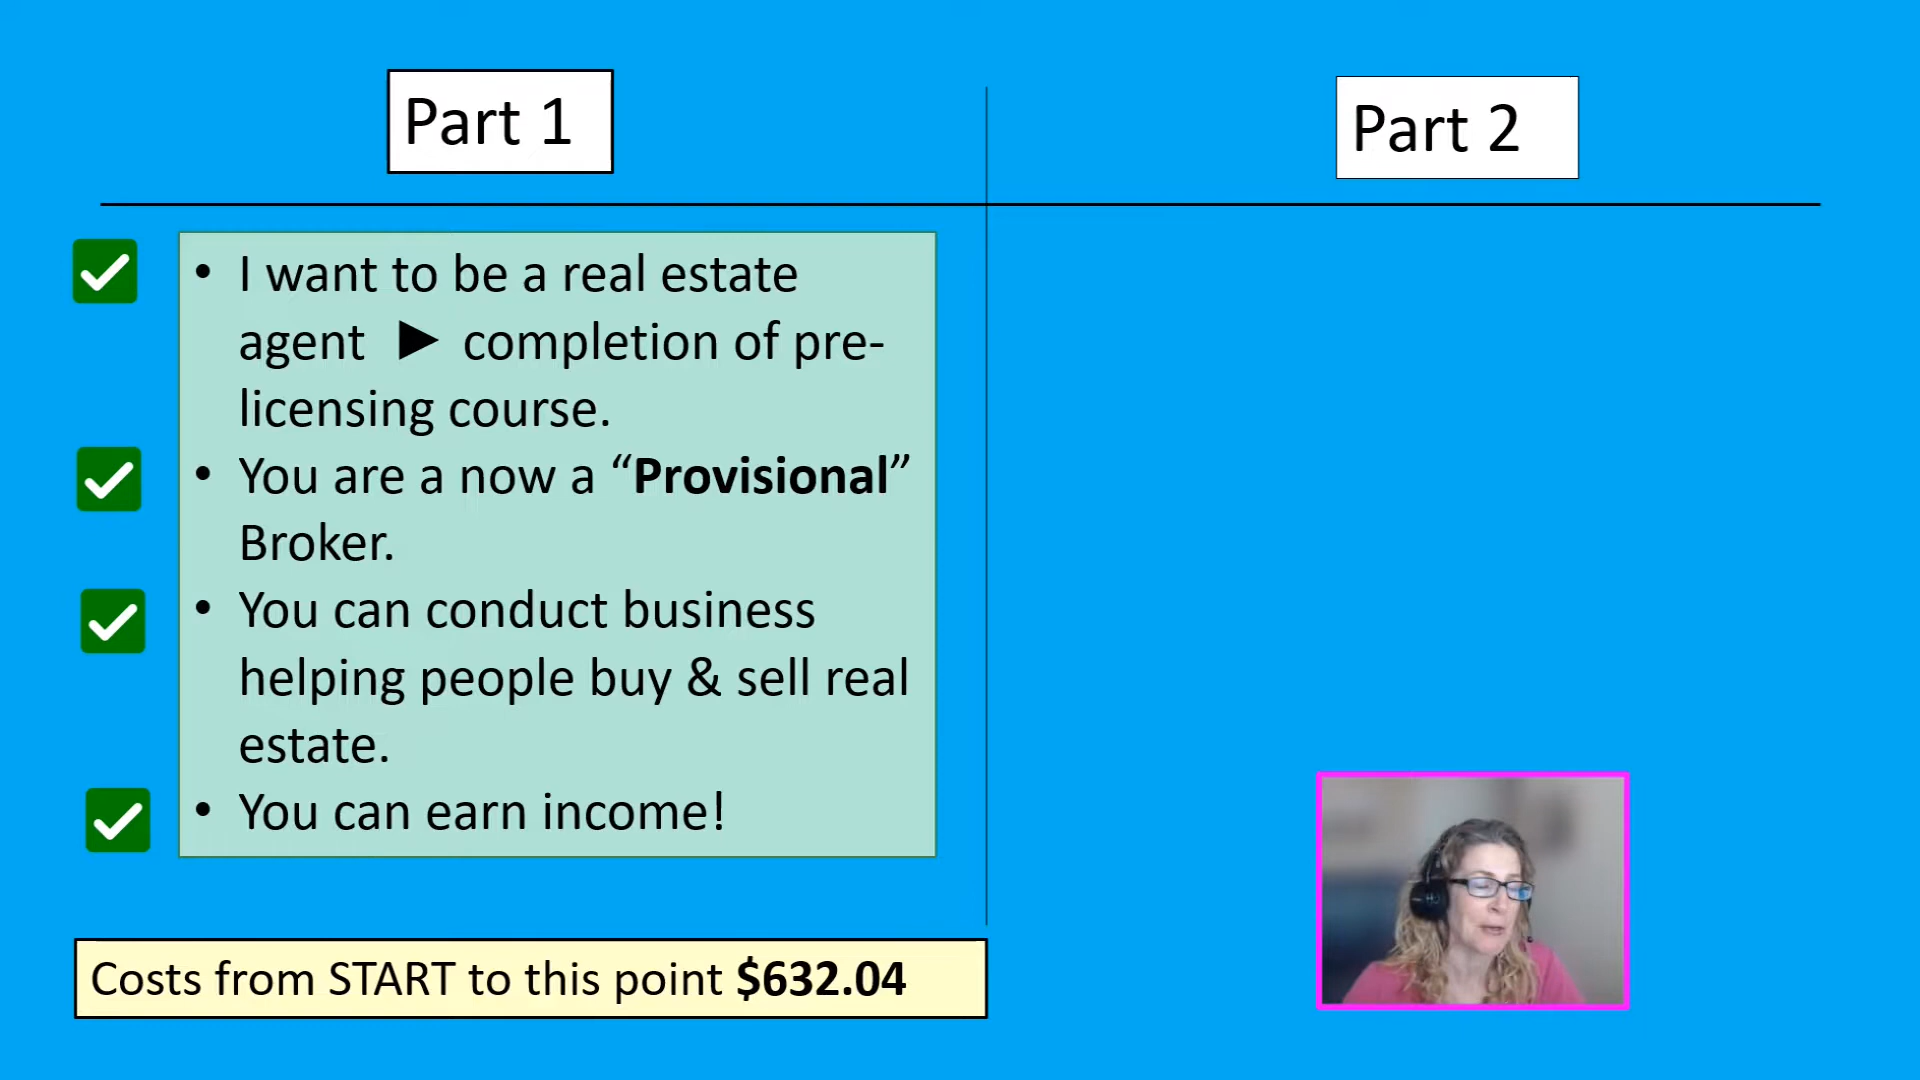 Part 1
Part 2
• I want to be a real estate
agent ► completion of pre-
licensing course.
• You are a now a “Provisional”
Broker.
• You can conduct business
helping people buy & sell real
estate.
• You can earn income!
Costs from START to this point $632.04